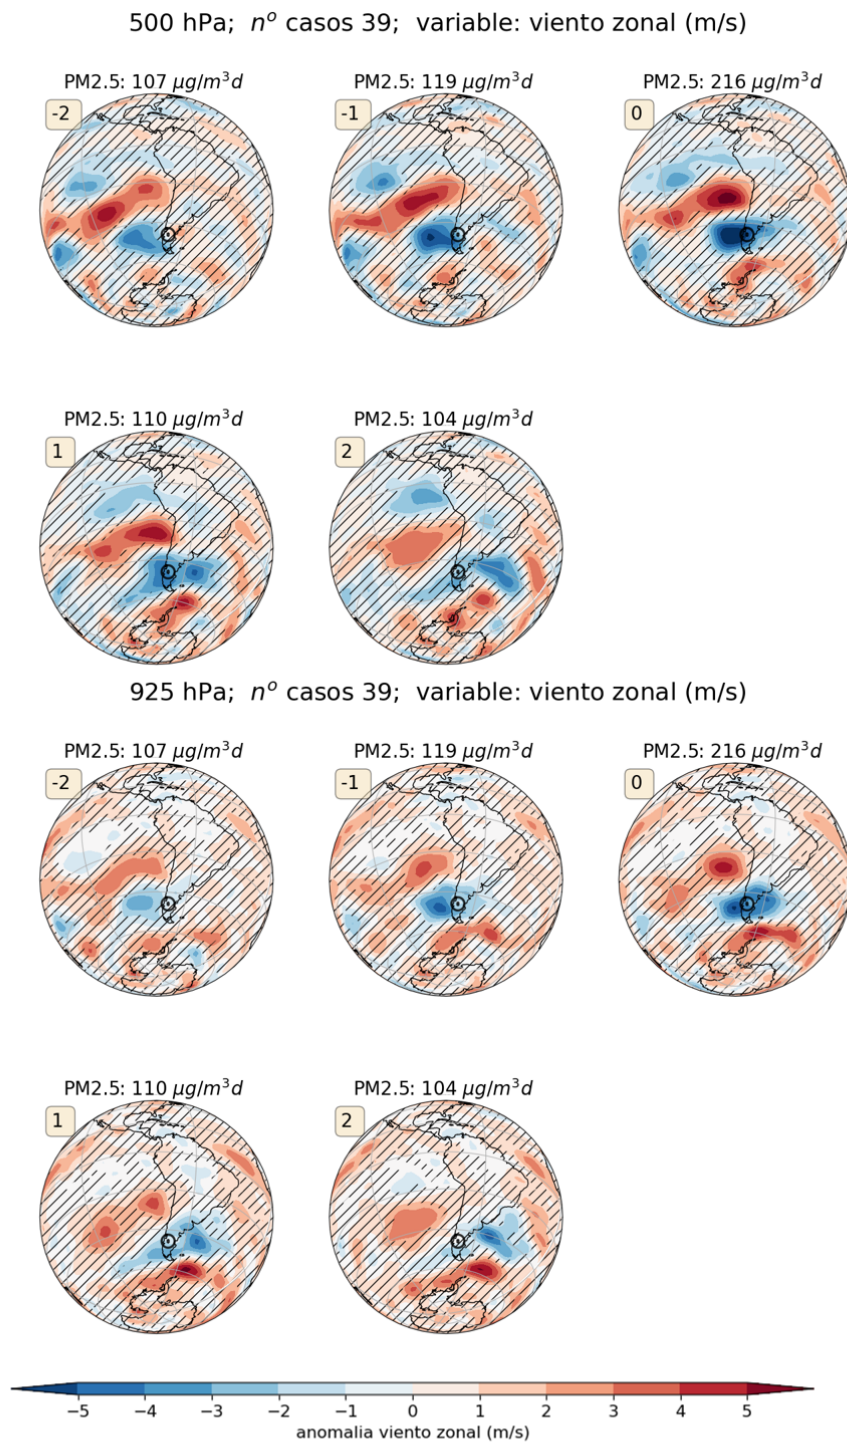 500 hPa;  nº casos 39;  variable: viento zonal (m/s)
PM2.5: 107 μg/m³d PM2.5: 119 μg/m³d PM2.5: 216 μg/m³d
-2 -1 0
PM2.5: 110 μg/m³d PM2.5: 104 μg/m³d
1 2
925 hPa;  nº casos 39;  variable: viento zonal (m/s)
PM2.5: 107 μg/m³d PM2.5: 119 μg/m³d PM2.5: 216 μg/m³d
-2 -1 0
PM2.5: 110 μg/m³d PM2.5: 104 μg/m³d
1 2
−5 −4 −3 −2 −1 0 1 2 3 4 5
anomalia viento zonal (m/s)